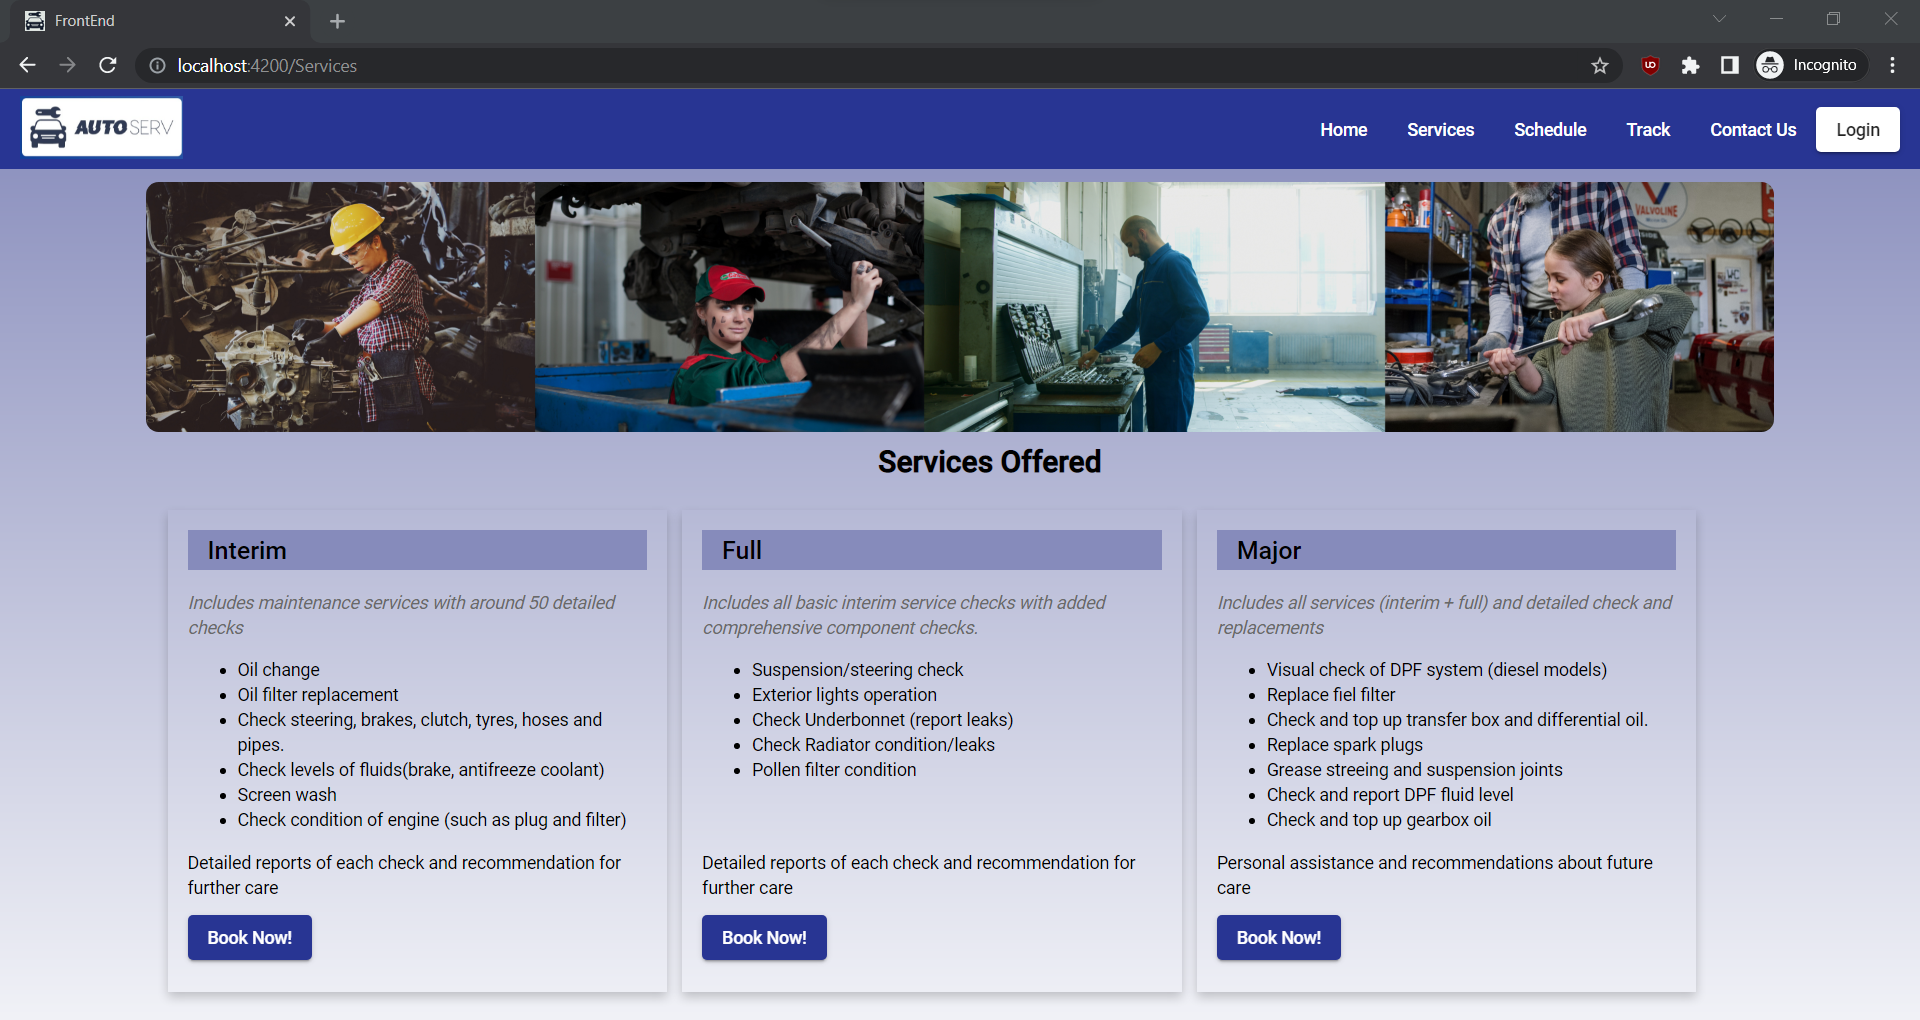 FrontEnd
localhost:4200/Services
Incognito
AUTOSERV
Home
Services
Schedule
Track
Contact Us
Login
VALVOLINE
Services Offered
Interim
Includes maintenance services with around 50 detailed
checks
Oil change
Oil filter replacement
Check steering, brakes, clutch, tyres, hoses and
pipes.
Check levels of fluids(brake, antifreeze coolant)
Screen wash
Check condition of engine (such as plug and filter)
Detailed reports of each check and recommendation for
further care
Book Now!
Full
Includes all basic interim service checks with added
comprehensive component checks.
Suspension/steering check
Exterior lights operation
Check Underbonnet (report leaks)
Check Radiator condition/leaks
Pollen filter condition
Detailed reports of each check and recommendation for
further care
Book Now!
Major
Includes all services (interim + full) and detailed check and
replacements
Visual check of DPF system (diesel models)
Replace fiel filter
Check and top up transfer box and differential oil.
Replace spark plugs
Grease streeing and suspension joints
Check and report DPF fluid level
Check and top up gearbox oil
Personal assistance and recommendations about future
care
Book Now!